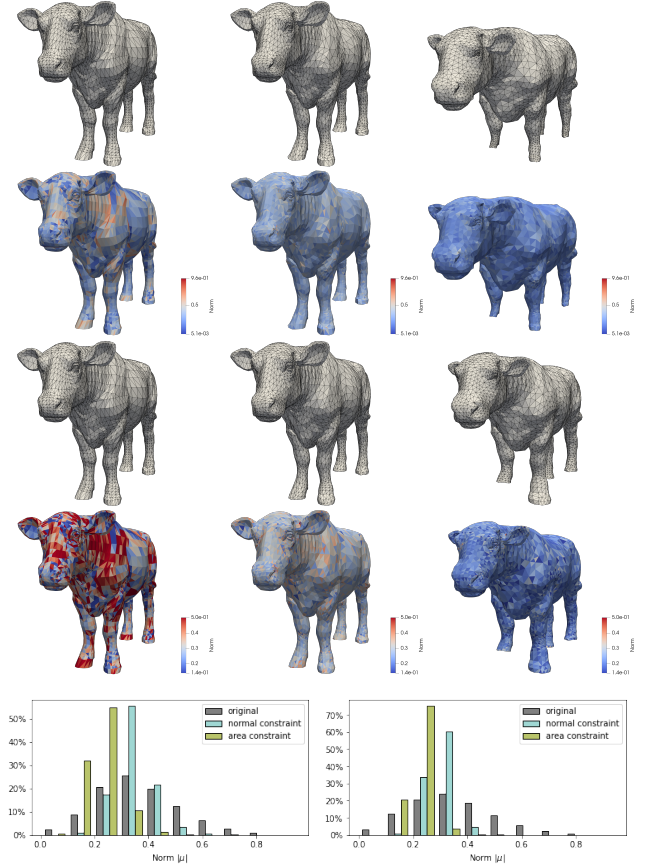 9.6e-01
0.5
5.1e-03
Norm
9.6e-01
0.5
5.1e-03
Norm
9.6e-01
0.5
5.1e-03
Norm
5.0e-01
0.4
0.3
0.2
1.4e-01
Norm
5.0e-01
0.4
0.3
0.2
1.4e-01
Norm
5.0e-01
0.4
0.3
0.2
1.4e-01
Norm
50%
40%
30%
20%
10%
0%
original
normal constraint
area constraint
0.0 0.2 0.4 0.6 0.8
Norm |μ|
70%
60%
50%
40%
30%
20%
10%
0%
original
normal constraint
area constraint
0.0 0.2 0.4 0.6 0.8
Norm |μ|